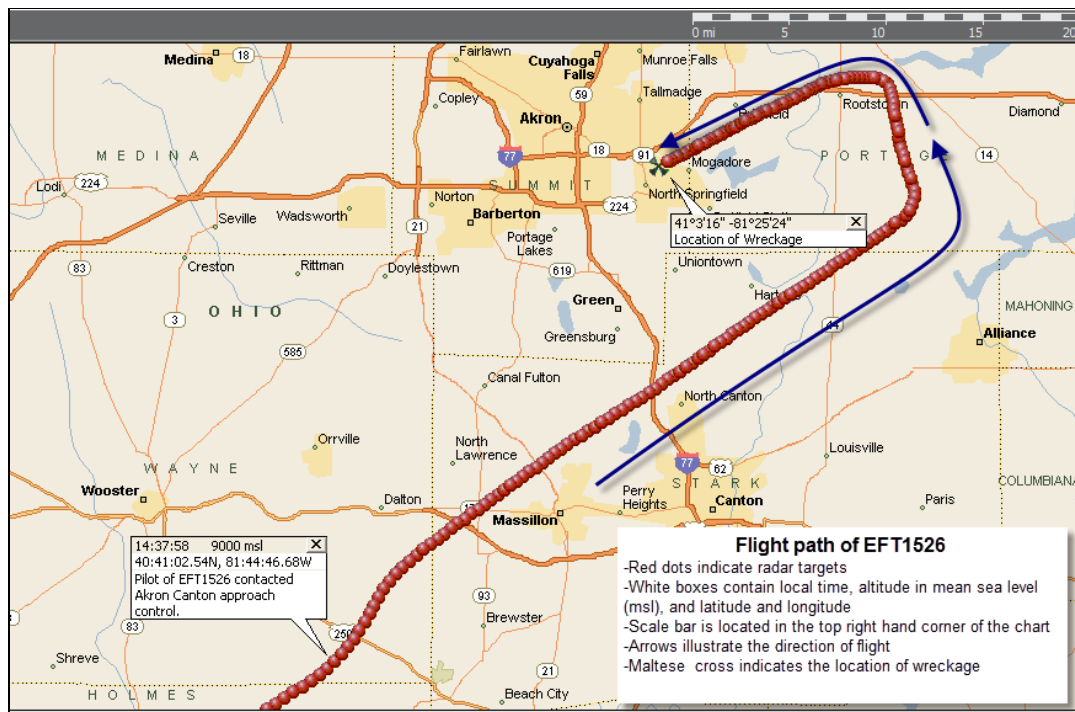 0 mi 5 10 15 20
Medina 18
Fairlawn
Cuyahoga
Falls
Munroe Falls
Copley
59
Tallmadge
Akron
Rootstown
Diamond
MEDINA
77
18
91
Mogadore
PORTAGE
14
Lodi
224
SUMMIT
North Springfield
Norton
224
Wadsworth
Barberton
41°3'16" -81°25'24"
Location of Wreckage
Seville
21
Portage
Lakes
83
Creston
Rittman
Doylestown
619
Uniontown
OHIO
Green
MAHONING
3
Greensburg
44
Alliance
585
Canal Fulton
North Canton
Orrville
North
Lawrence
Louisville
WAYNE
77
62
STARK
COLUMBIANA
Wooster
Dalton
Massillon
Perry
Heights
Canton
Paris
14:37:58 9000 msl
40:41:02.54N, 81:44:46.68W
Pilot of EFT1526 contacted
Akron Canton approach
control.
Flight path of EFT1526
-Red dots indicate radar targets
-White boxes contain local time, altitude in mean sea level
(msl), and latitude and longitude
-Scale bar is located in the top right hand corner of the chart
-Arrows illustrate the direction of flight
-Maltese cross indicates the location of wreckage
93
83
250
Brewster
Shreve
21
HOLMES
Beach City